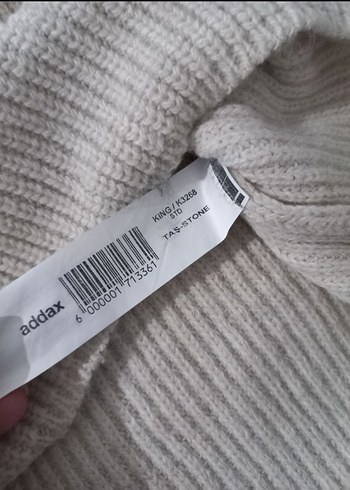 KING / K3268
STD
TAŞ-STONE
6 000001 713361
addax